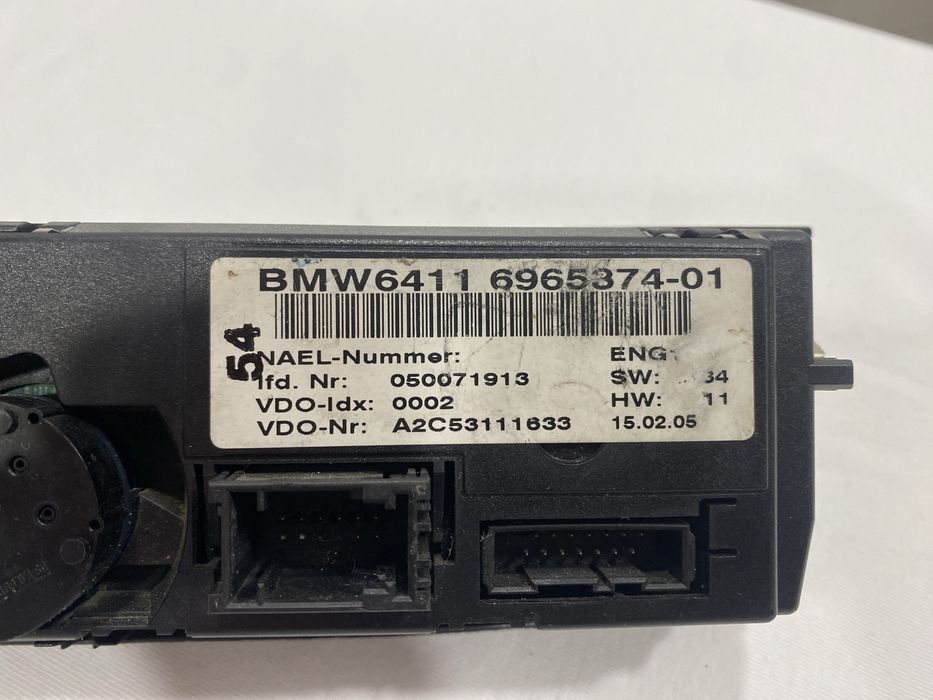 BMW6411 6965374-01
54
NAEL-Nummer: ENG:
lfd. Nr: 050071913 SW: 34
VDO-Idx: 0002 HW: 11
VDO-Nr: A2C53111633 15.02.05